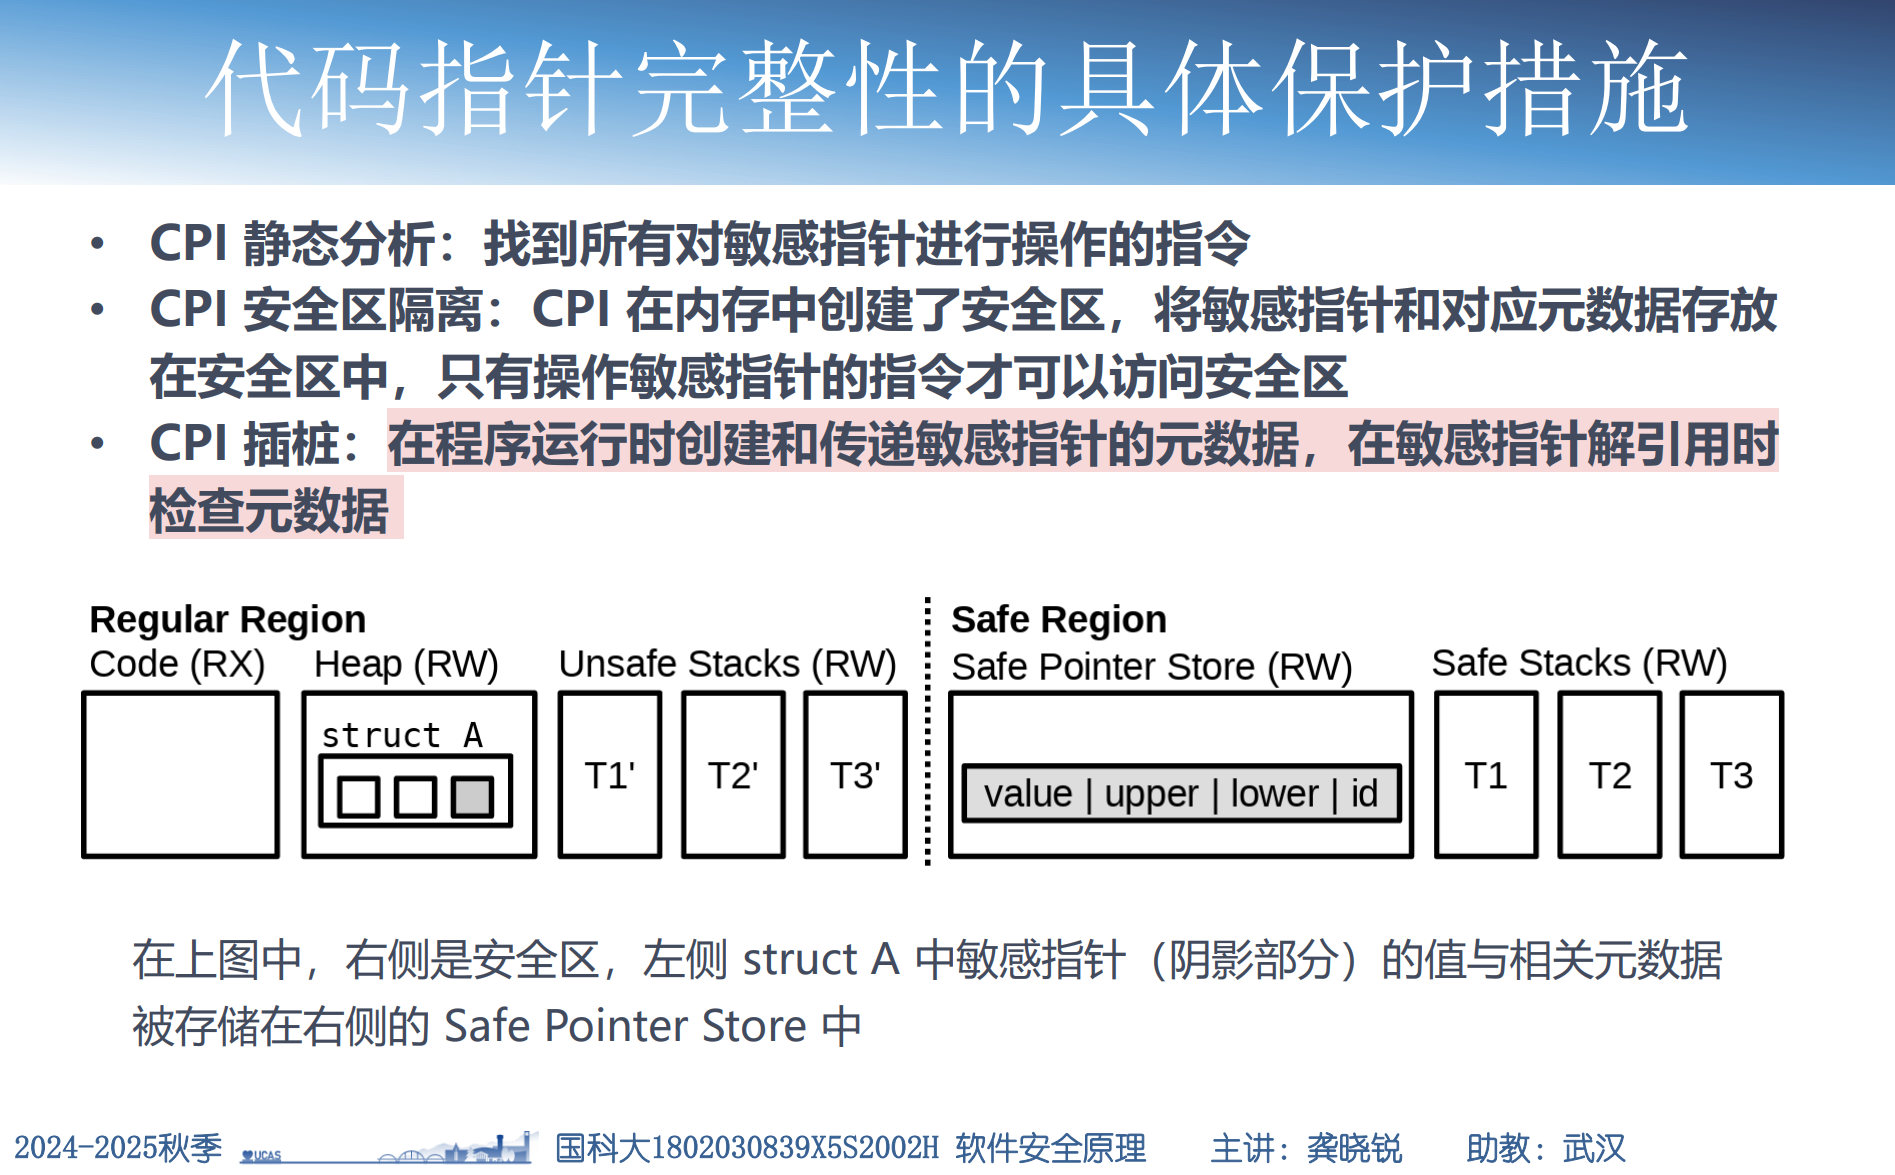 代码指针完整性的具体保护措施
• CPI 静态分析：找到所有对敏感指针进行操作的指令
• CPI 安全区隔离：CPI 在内存中创建了安全区，将敏感指针和对应元数据存放
在安全区中，只有操作敏感指针的指令才可以访问安全区
• CPI 插桩：在程序运行时创建和传递敏感指针的元数据，在敏感指针解引用时
检查元数据
Regular Region
Code (RX) Heap (RW) Unsafe Stacks (RW)
struct A
T1' T2' T3'
Safe Region
Safe Pointer Store (RW) Safe Stacks (RW)
value | upper | lower | id
T1 T2 T3
在上图中，右侧是安全区，左侧 struct A 中敏感指针（阴影部分）的值与相关元数据
被存储在右侧的 Safe Pointer Store 中
2024-2025秋季 UCAS 国科大1802030839X5S2002H 软件安全原理 主讲：龚晓锐 助教：武汉